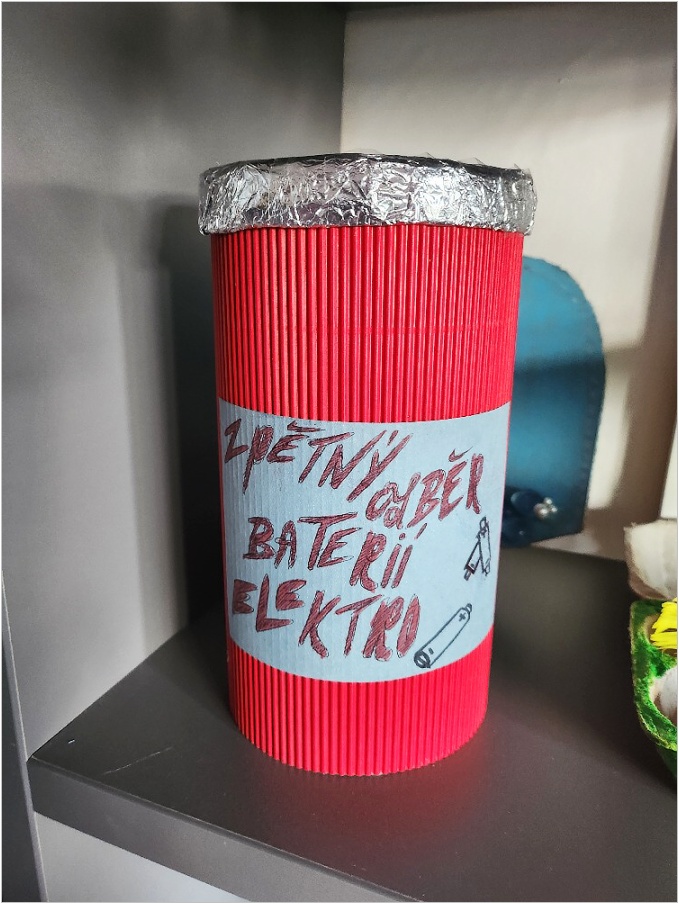 ZPĚTNÝ
odBĚR
BATERIÍ
ELEKTRO